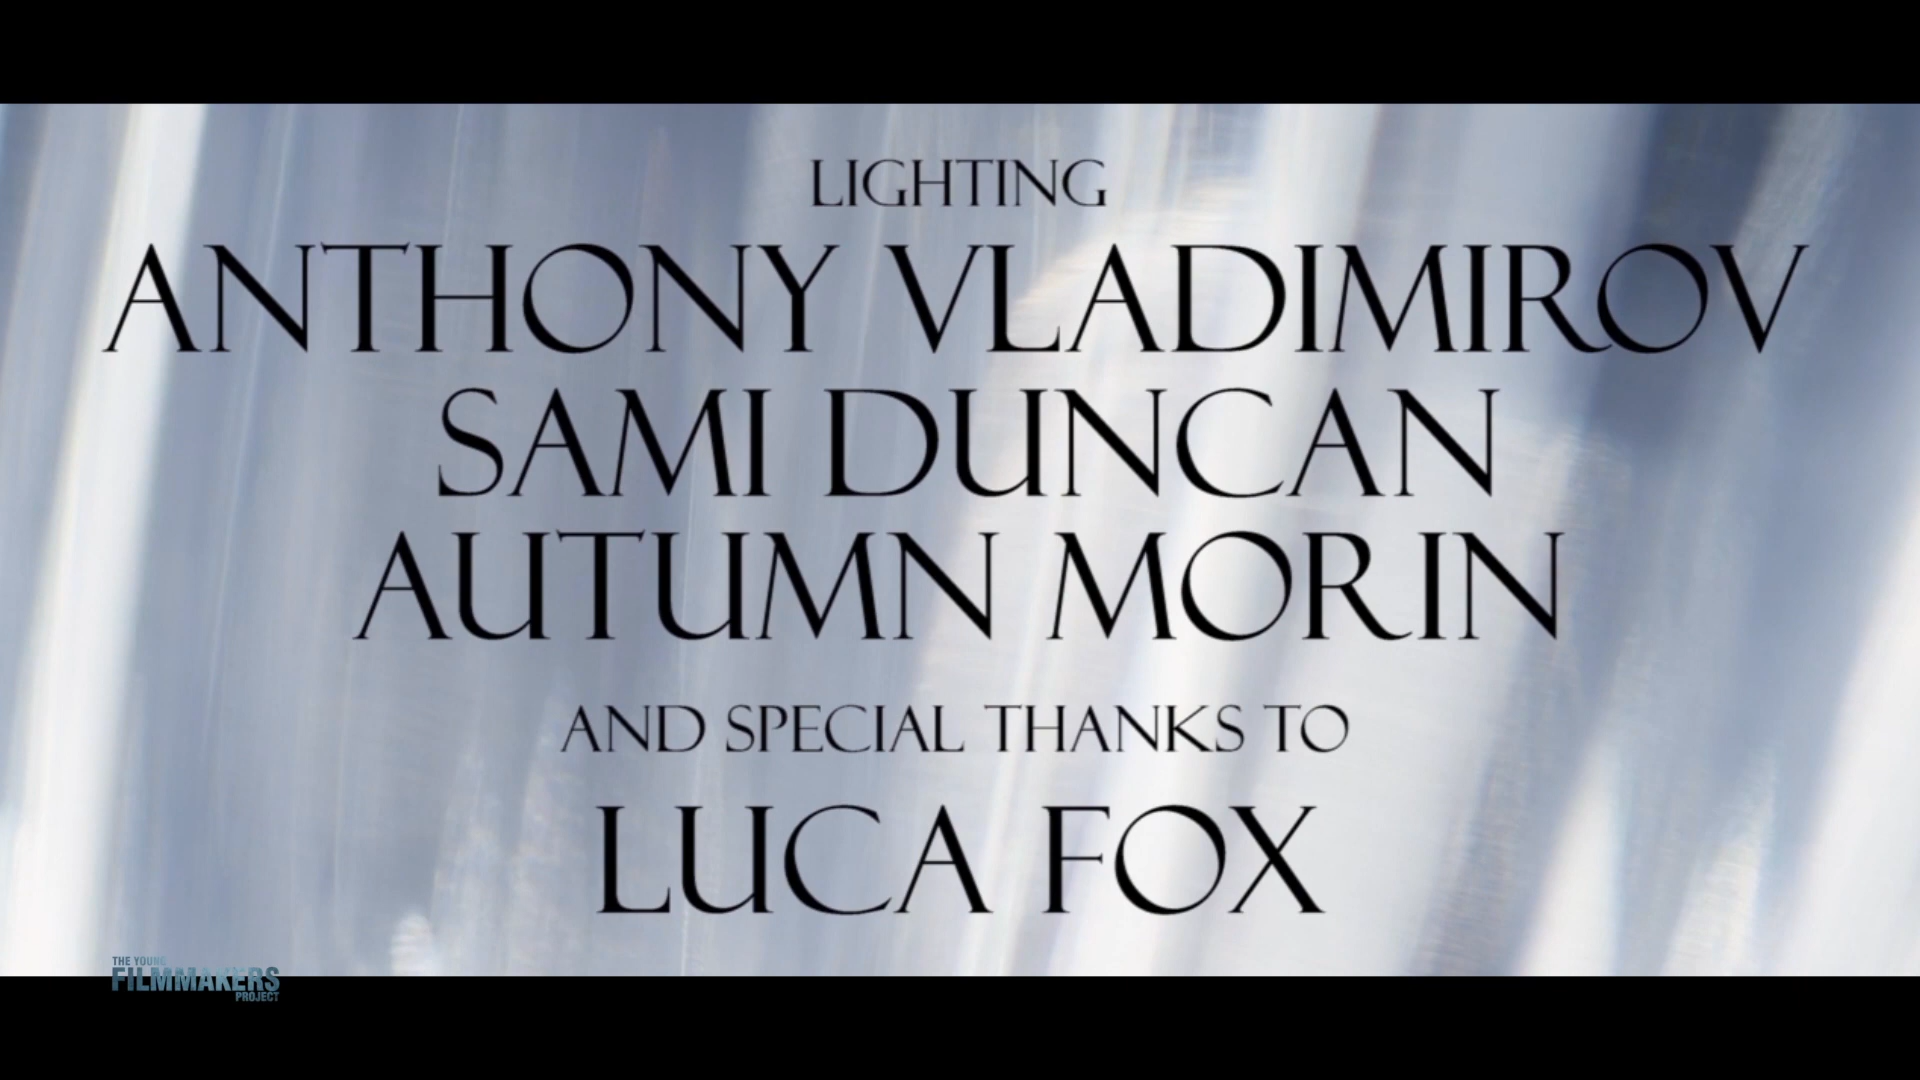 LIGHTING
ANTHONY VLADIMIROV
SAMI DUNCAN
AUTUMN MORIN
AND SPECIAL THANKS TO
LUCA FOX
THE YOUNG
FILMMAKERS
PROJECT